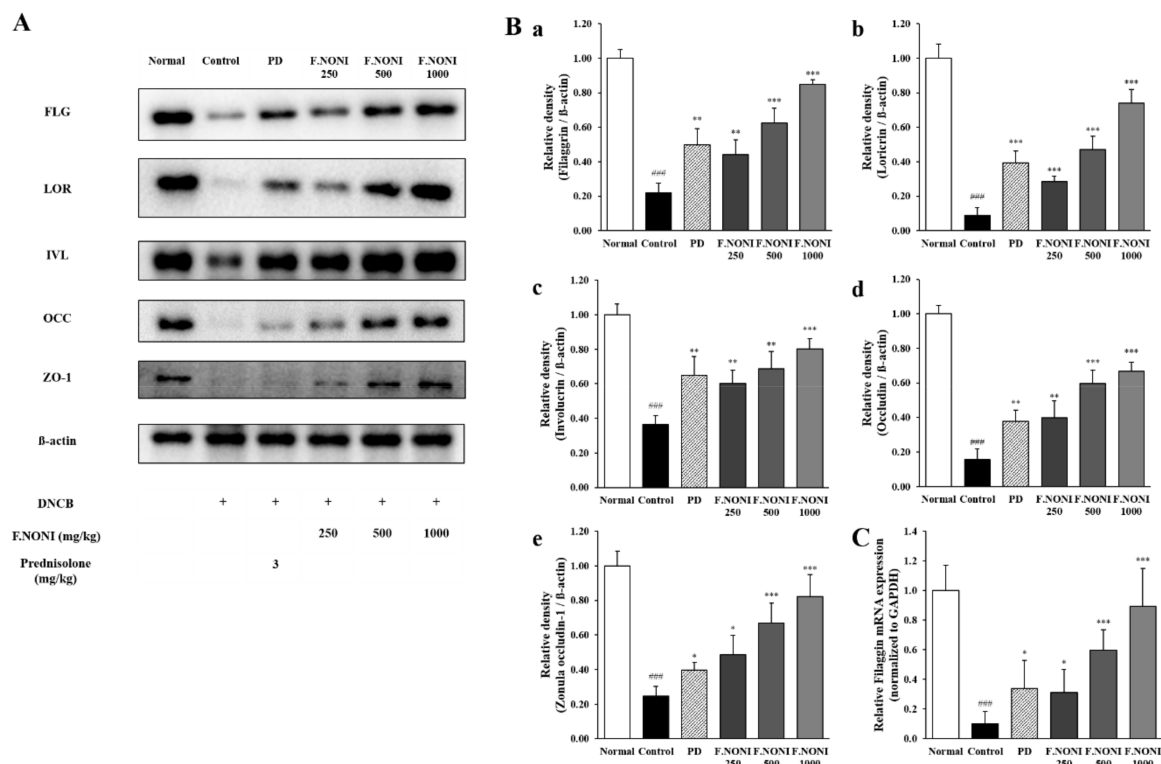 A
Normal Control PD F.NONI 250 F.NONI 500 F.NONI 1000
FLG
LOR
IVL
OCC
ZO-1
ß-actin
DNCB + + + + +
F.NONI (mg/kg) 250 500 1000
Prednisolone (mg/kg) 3
B
a
Relative density
(Filaggrin / ß-actin)
1.20
1.00
0.80
0.60
0.40
0.20
0.00
###
**
**
***
***
Normal Control PD F.NONI 250 F.NONI 500 F.NONI 1000
b
Relative density
(Loricrin / ß-actin)
1.20
1.00
0.80
0.60
0.40
0.20
0.00
###
***
***
***
***
Normal Control PD F.NONI 250 F.NONI 500 F.NONI 1000
c
Relative density
(Involucrin / ß-actin)
1.20
1.00
0.80
0.60
0.40
0.20
0.00
###
**
**
**
***
Normal Control PD F.NONI 250 F.NONI 500 F.NONI 1000
d
Relative density
(Occludin / ß-actin)
1.20
1.00
0.80
0.60
0.40
0.20
0.00
###
**
**
***
***
Normal Control PD F.NONI 250 F.NONI 500 F.NONI 1000
e
Relative density
(Zonula occludin-1 / ß-actin)
1.20
1.00
0.80
0.60
0.40
0.20
0.00
###
*
*
***
***
Normal Control PD F.NONI 250 F.NONI 500 F.NONI 1000
C
Relative Filaggin mRNA expression
(normalized to GAPDH)
1.4
1.2
1.0
0.8
0.6
0.4
0.2
0.0
###
*
*
***
***
Normal Control PD F.NONI 250 F.NONI 500 F.NONI 1000